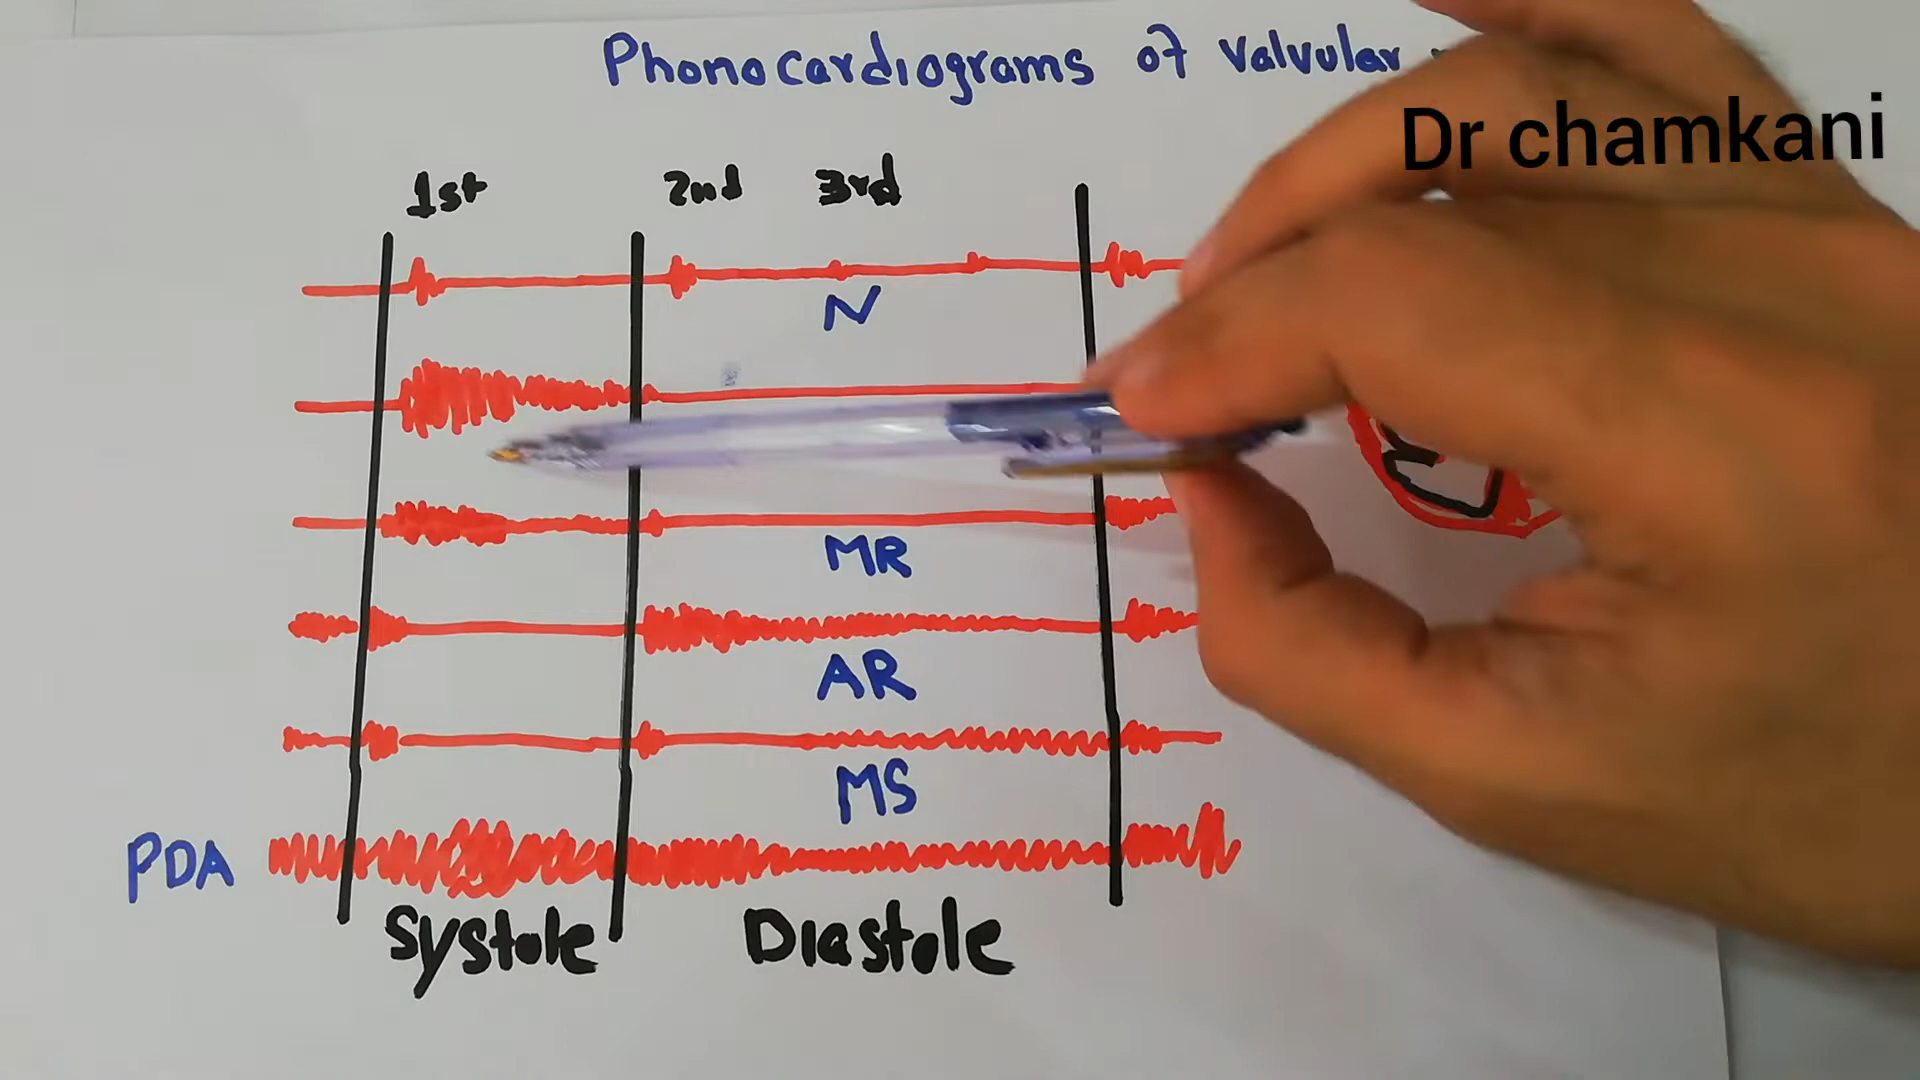 Phonocardiograms of valvular
Dr chamkani
1st 2nd 3rd
N
MR
AR
MS
PDA
Systole Diastole